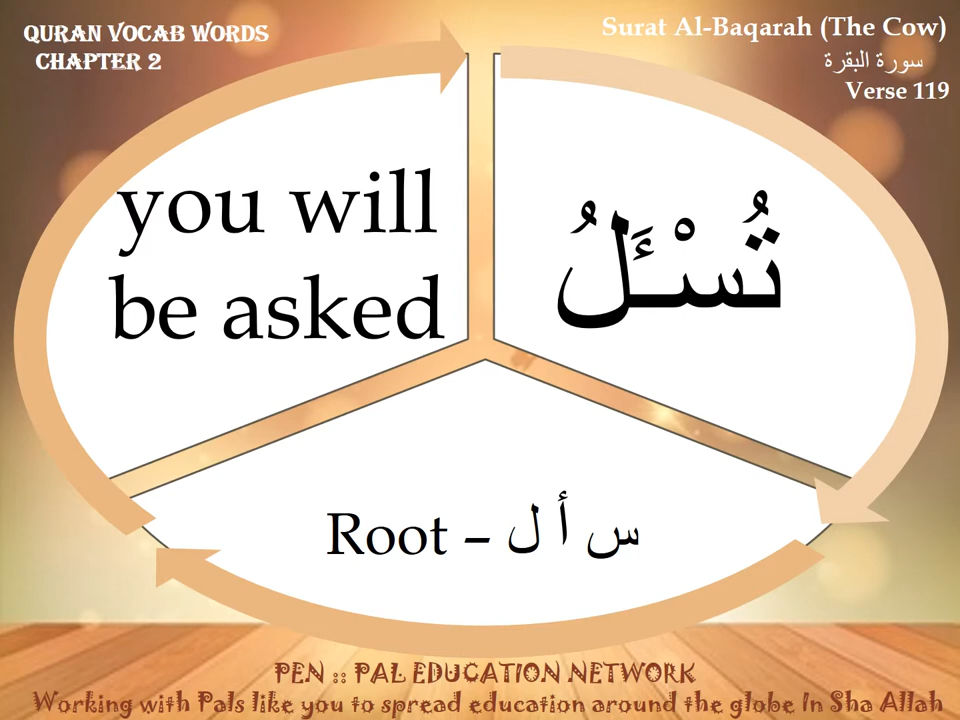 QURAN VOCAB WORDS
CHAPTER 2
Surat Al-Baqarah (The Cow)
سورة البقرة
Verse 119
you will
be asked
تُسْـَٔلُ
Root – س أ ل
PEN :: PAL EDUCATION NETWORK
Working with Pals like you to spread education around the globe In Sha Allah